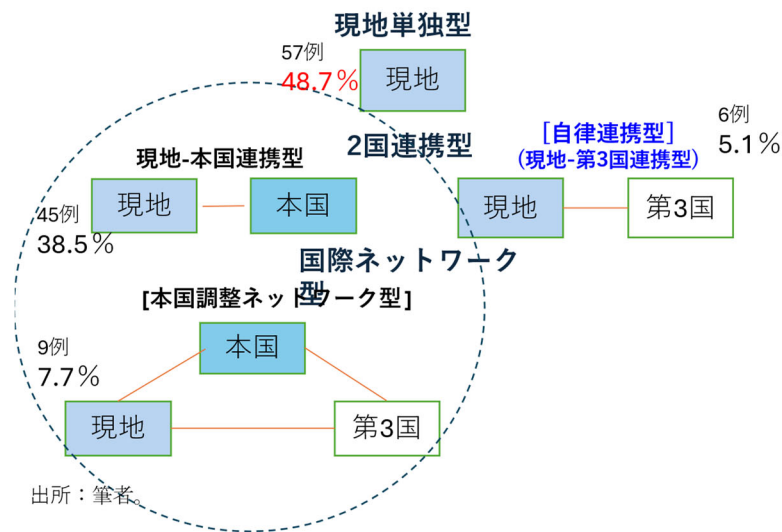 現地単独型
57例
48.7%
現地
6例
5.1%
[自律連携型]
(現地-第3国連携型)
2国連携型
現地-本国連携型
現地
本国
現地
第3国
45例
38.5%
国際ネットワーク
型
[本国調整ネットワーク型]
本国
9例
7.7%
現地
第3国
出所：筆者。